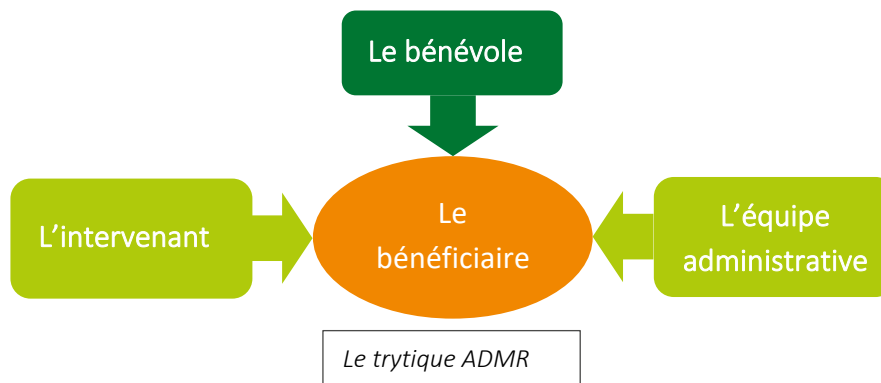 Le bénévole
L'intervenant
Le
bénéficiaire
L'équipe
administrative
Le trytique ADMR